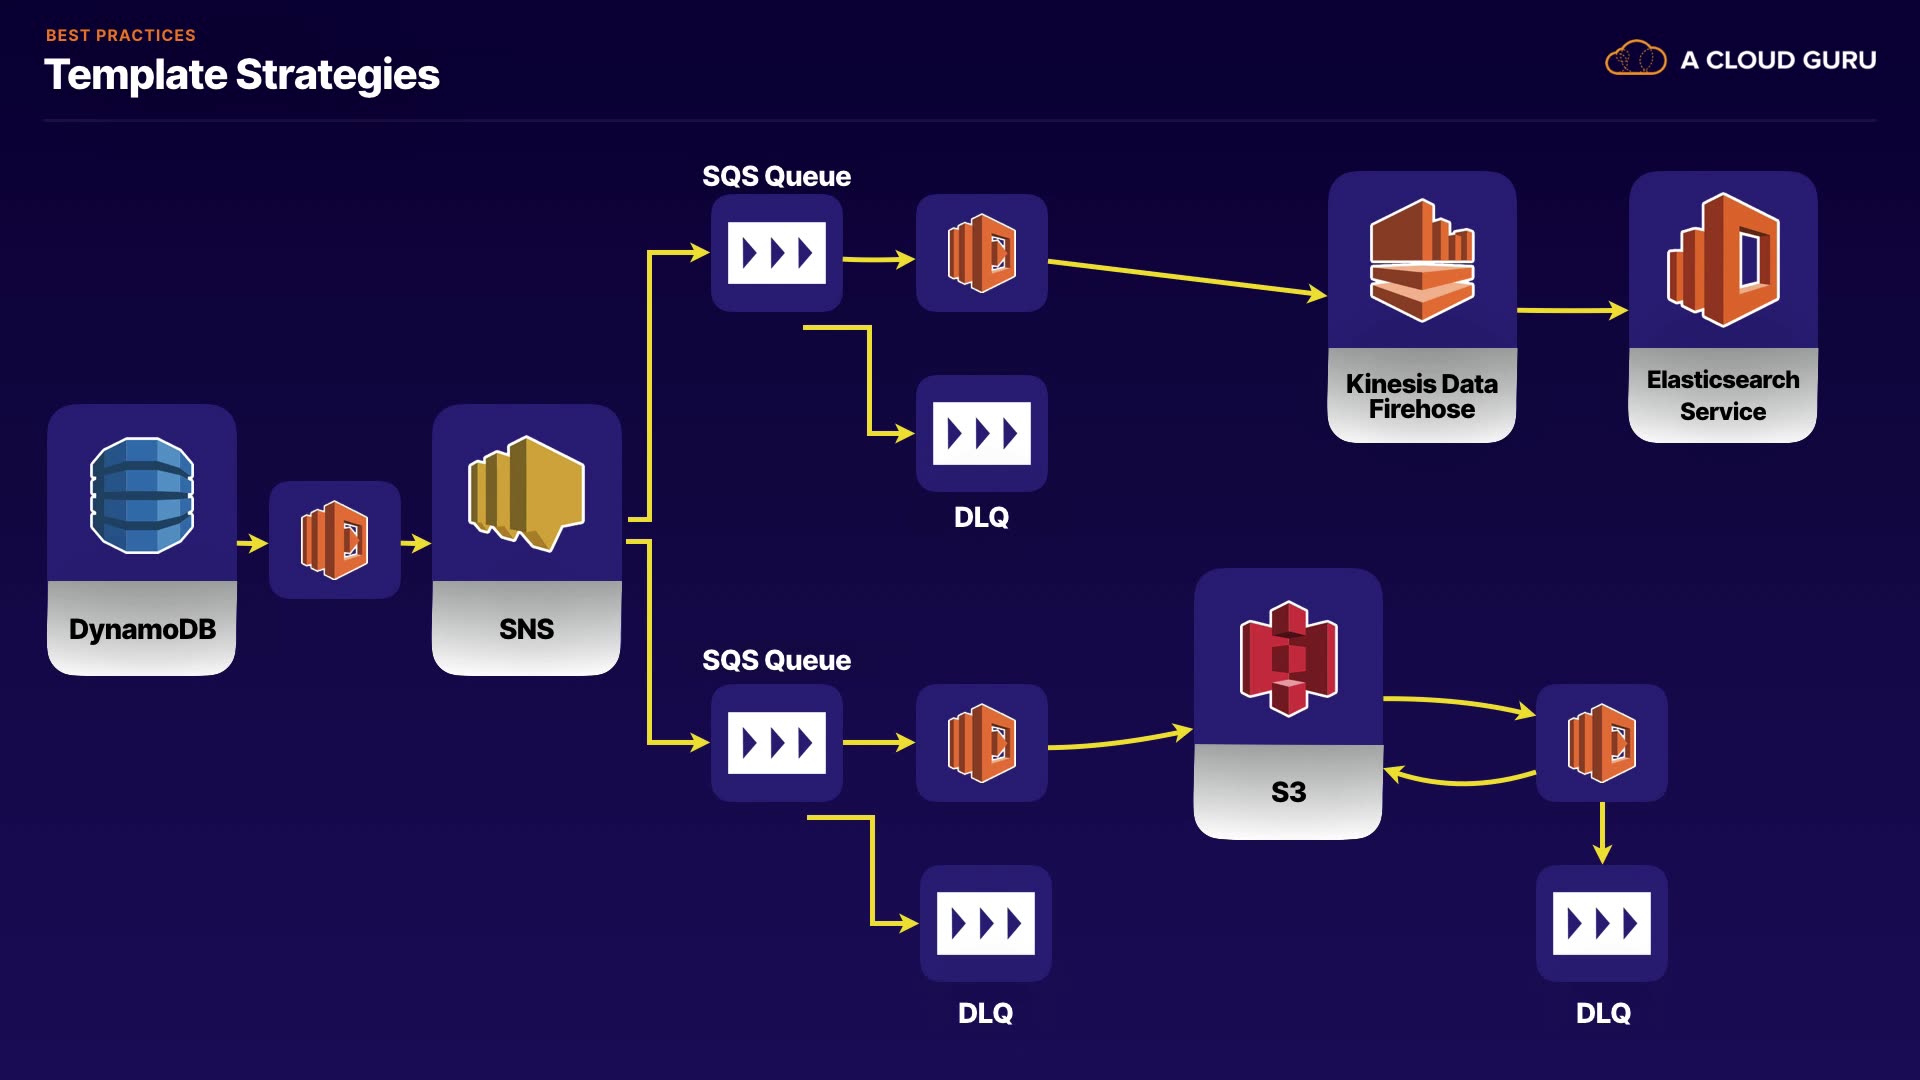 BEST PRACTICES
Template Strategies
A CLOUD GURU
SQS Queue
Kinesis Data
Firehose
Elasticsearch
Service
DLQ
DynamoDB
SNS
SQS Queue
S3
DLQ
DLQ